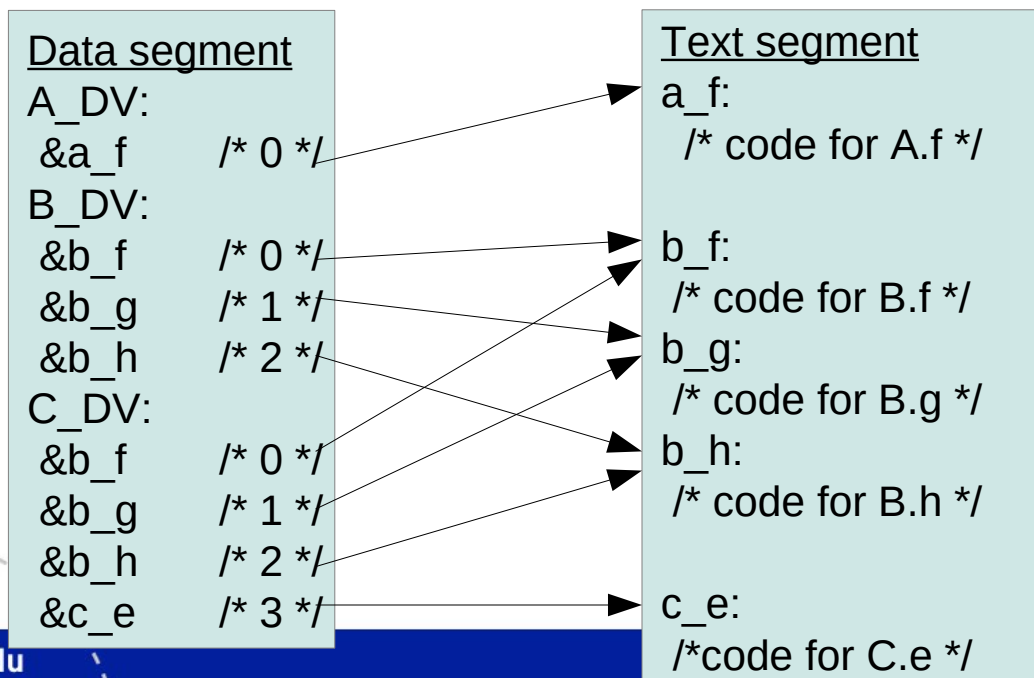 Data segment
A_DV:
&a_f /* 0 */
B_DV:
&b_f /* 0 */
&b_g /* 1 */
&b_h /* 2 */
C_DV:
&b_f /* 0 */
&b_g /* 1 */
&b_h /* 2 */
&c_e /* 3 */
Text segment
a_f:
/* code for A.f */
b_f:
/* code for B.f */
b_g:
/* code for B.g */
b_h:
/* code for B.h */
c_e:
/*code for C.e */